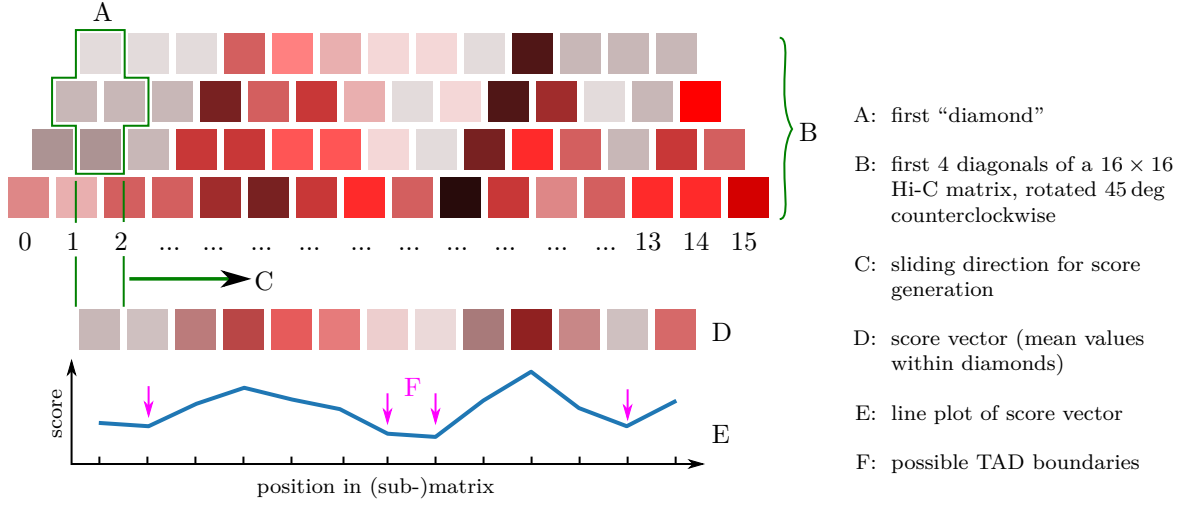 A
B
0 1 2 ... ... ... ... ... ... ... ... ... ... 13 14 15
C
D
F
score
E
position in (sub-)matrix
A: first “diamond”
B: first 4 diagonals of a 16 × 16
Hi-C matrix, rotated 45 deg
counterclockwise
C: sliding direction for score
generation
D: score vector (mean values
within diamonds)
E: line plot of score vector
F: possible TAD boundaries